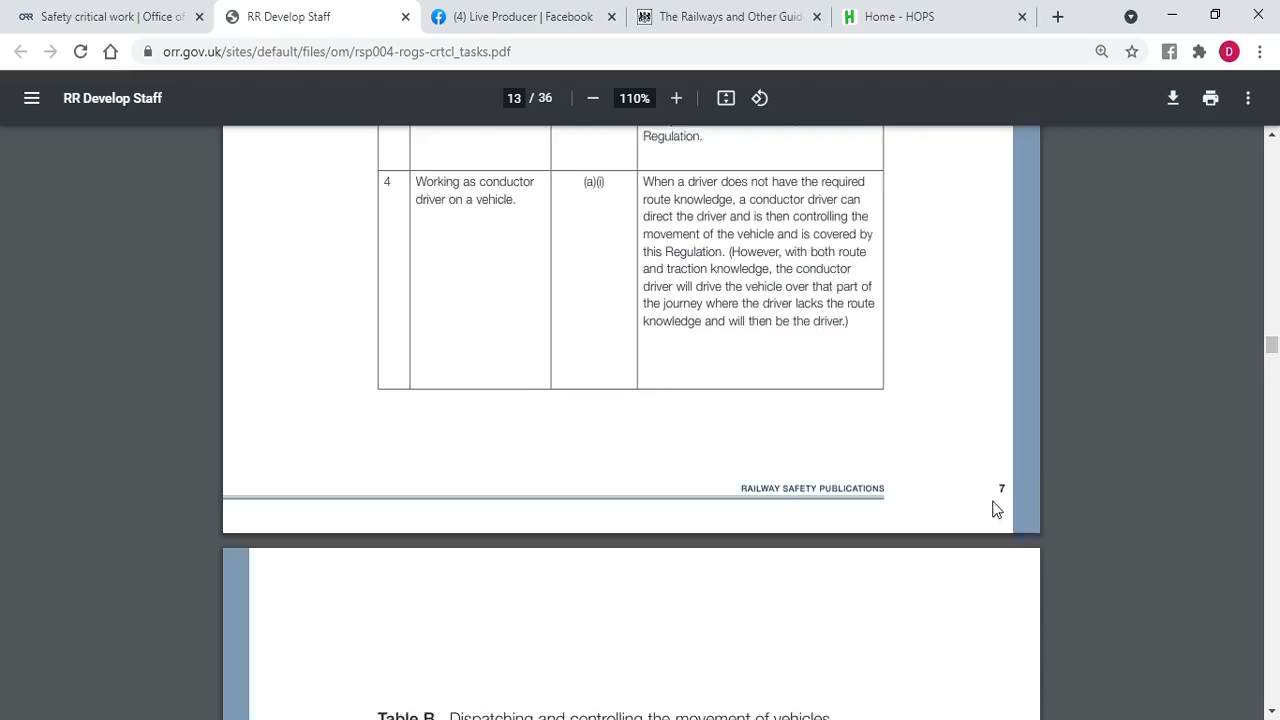 Safety critical work | Office of
RR Develop Staff
(4) Live Producer | Facebook
The Railways and Other Guid
Home - HOPS
orr.gov.uk/sites/default/files/om/rsp004-rogs-crtcl_tasks.pdf
D
RR Develop Staff
13 / 36
110%
Regulation.
4
Working as conductor
driver on a vehicle.
(a)(i)
When a driver does not have the required
route knowledge, a conductor driver can
direct the driver and is then controlling the
movement of the vehicle and is covered by
this Regulation. (However, with both route
and traction knowledge, the conductor
driver will drive the vehicle over that part of
the journey where the driver lacks the route
knowledge and will then be the driver.)
RAILWAY SAFETY PUBLICATIONS
7
Table B Dispatching and controlling the movement of vehicles